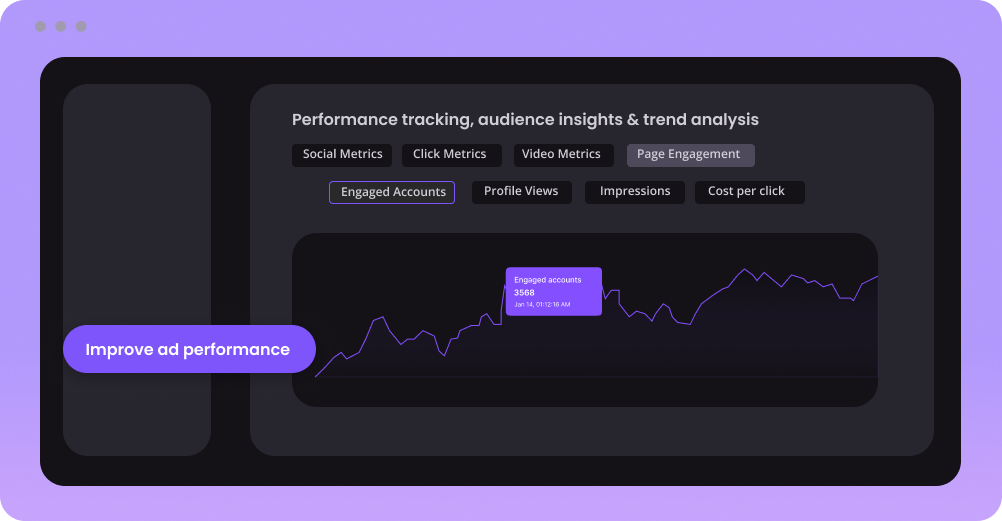 Performance tracking, audience insights & trend analysis
Social Metrics
Click Metrics
Video Metrics
Page Engagement
Engaged Accounts
Profile Views
Impressions
Cost per click
Engaged accounts
3568
Jan 14, 01:12:16 AM
Improve ad performance